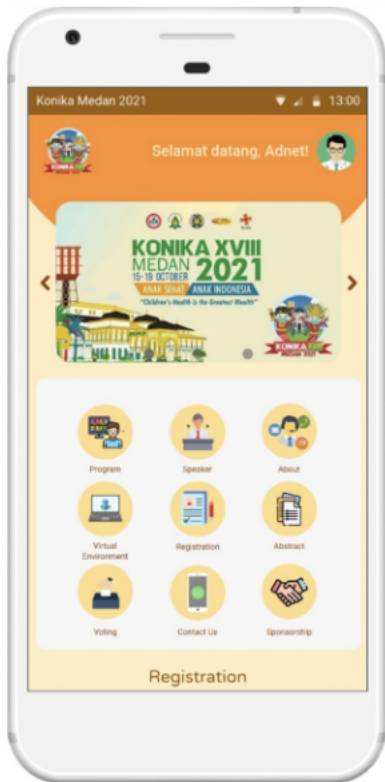 Konika Medan 2021 13:00
Selamat datang, Adnet!
KONIKA XVIII
MEDAN 2021
15-19 OCTOBER
ANAK SEHAT ANAK INDONESIA
"Children's Health is the Greatest Wealth"
KONIKA XVIII
MEDAN 2021
Program
Speaker
About
Virtual
Environment
Registration
Abstract
Voting
Contact Us
Sponsorship
Registration